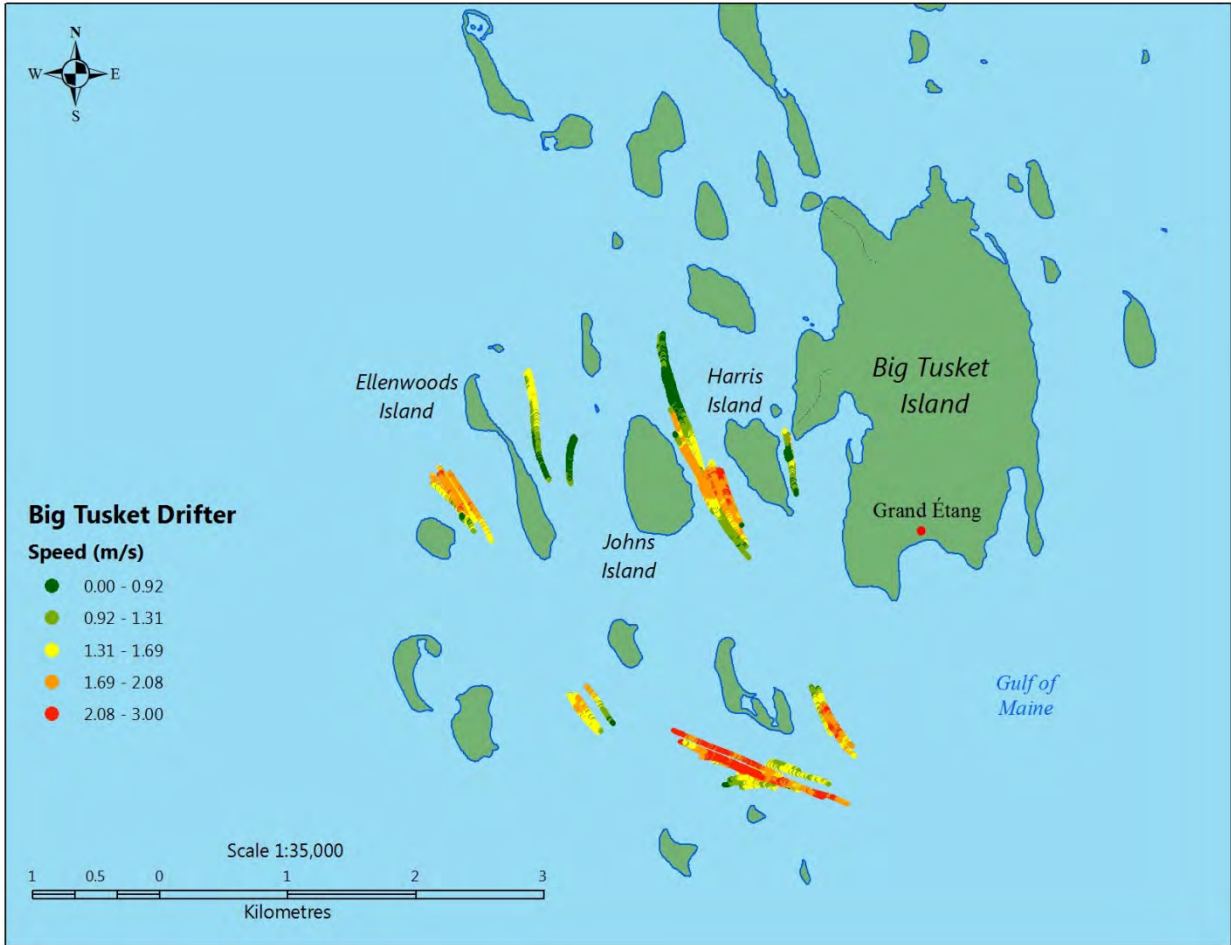 N
W E
S
Ellenwoods
Island
Harris
Island
Big Tusket
Island
Grand Étang
Johns
Island
Big Tusket Drifter
Speed (m/s)
0.00 - 0.92
0.92 - 1.31
1.31 - 1.69
1.69 - 2.08
2.08 - 3.00
Gulf of
Maine
Scale 1:35,000
1 0.5 0 1 2 3
Kilometres